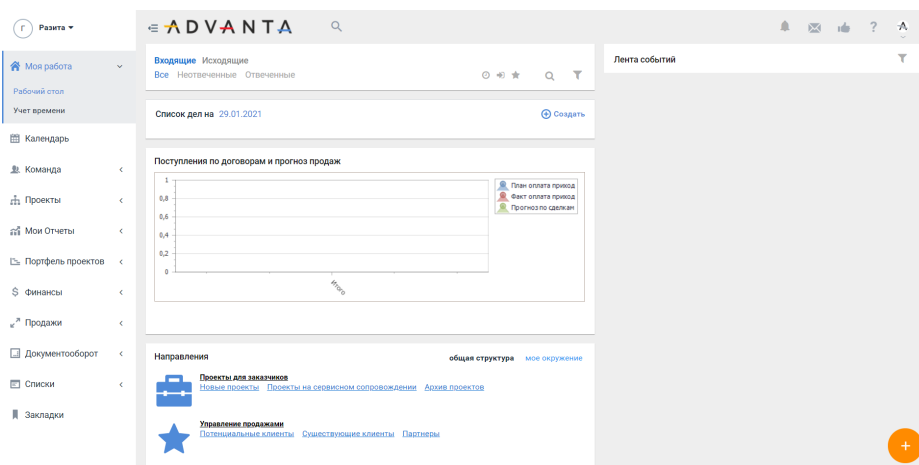 Г Разита
ADVANTA
?
Моя работа
Рабочий стол
Учет времени
Календарь
Команда
Проекты
Мои Отчеты
Портфель проектов
Финансы
Продажи
Документооборот
Списки
Закладки
Входящие Исходящие
Все Неотвеченные Отвеченные
Список дел на 29.01.2021
Создать
Поступления по договорам и прогноз продаж
1
0,8
0,6
0,4
0,2
0
Итого
План оплата приход
Факт оплата приход
Прогноз по сделкам
Направления
общая структура мое окружение
Проекты для заказчиков
Новые проекты Проекты на сервисном сопровождении Архив проектов
Управление продажами
Потенциальные клиенты Существующие клиенты Партнеры
Лента событий